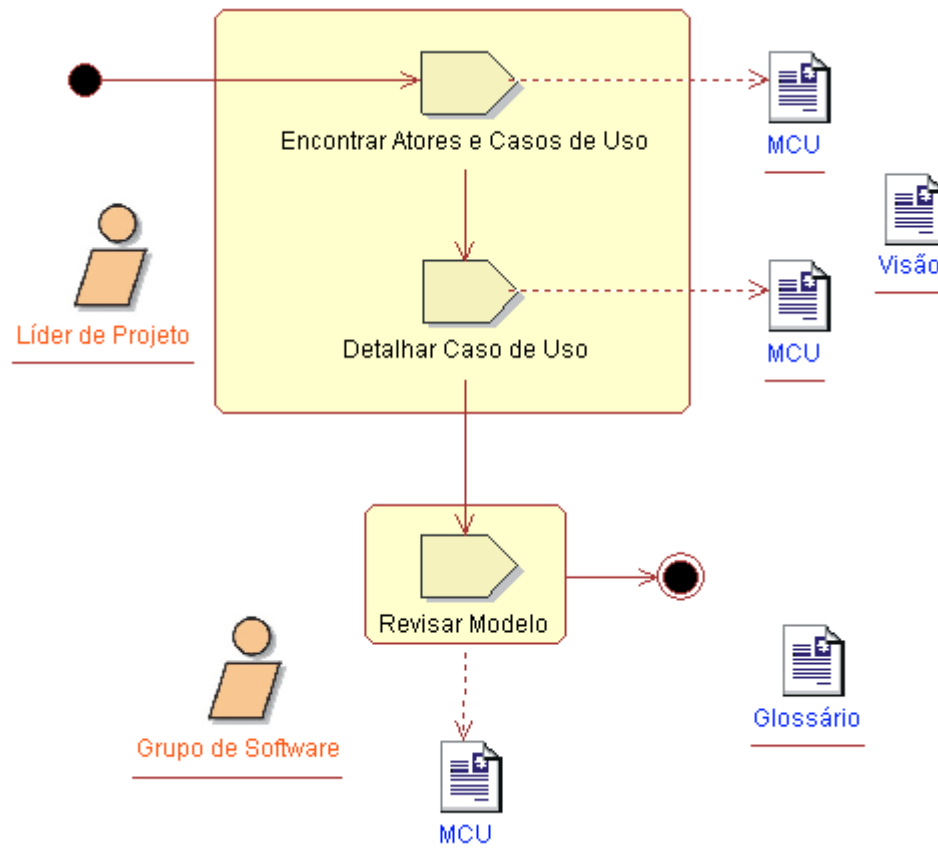 Encontrar Atores e Casos de Uso
MCU
Visão
Líder de Projeto
Detalhar Caso de Uso
MCU
Revisar Modelo
Glossário
Grupo de Software
MCU